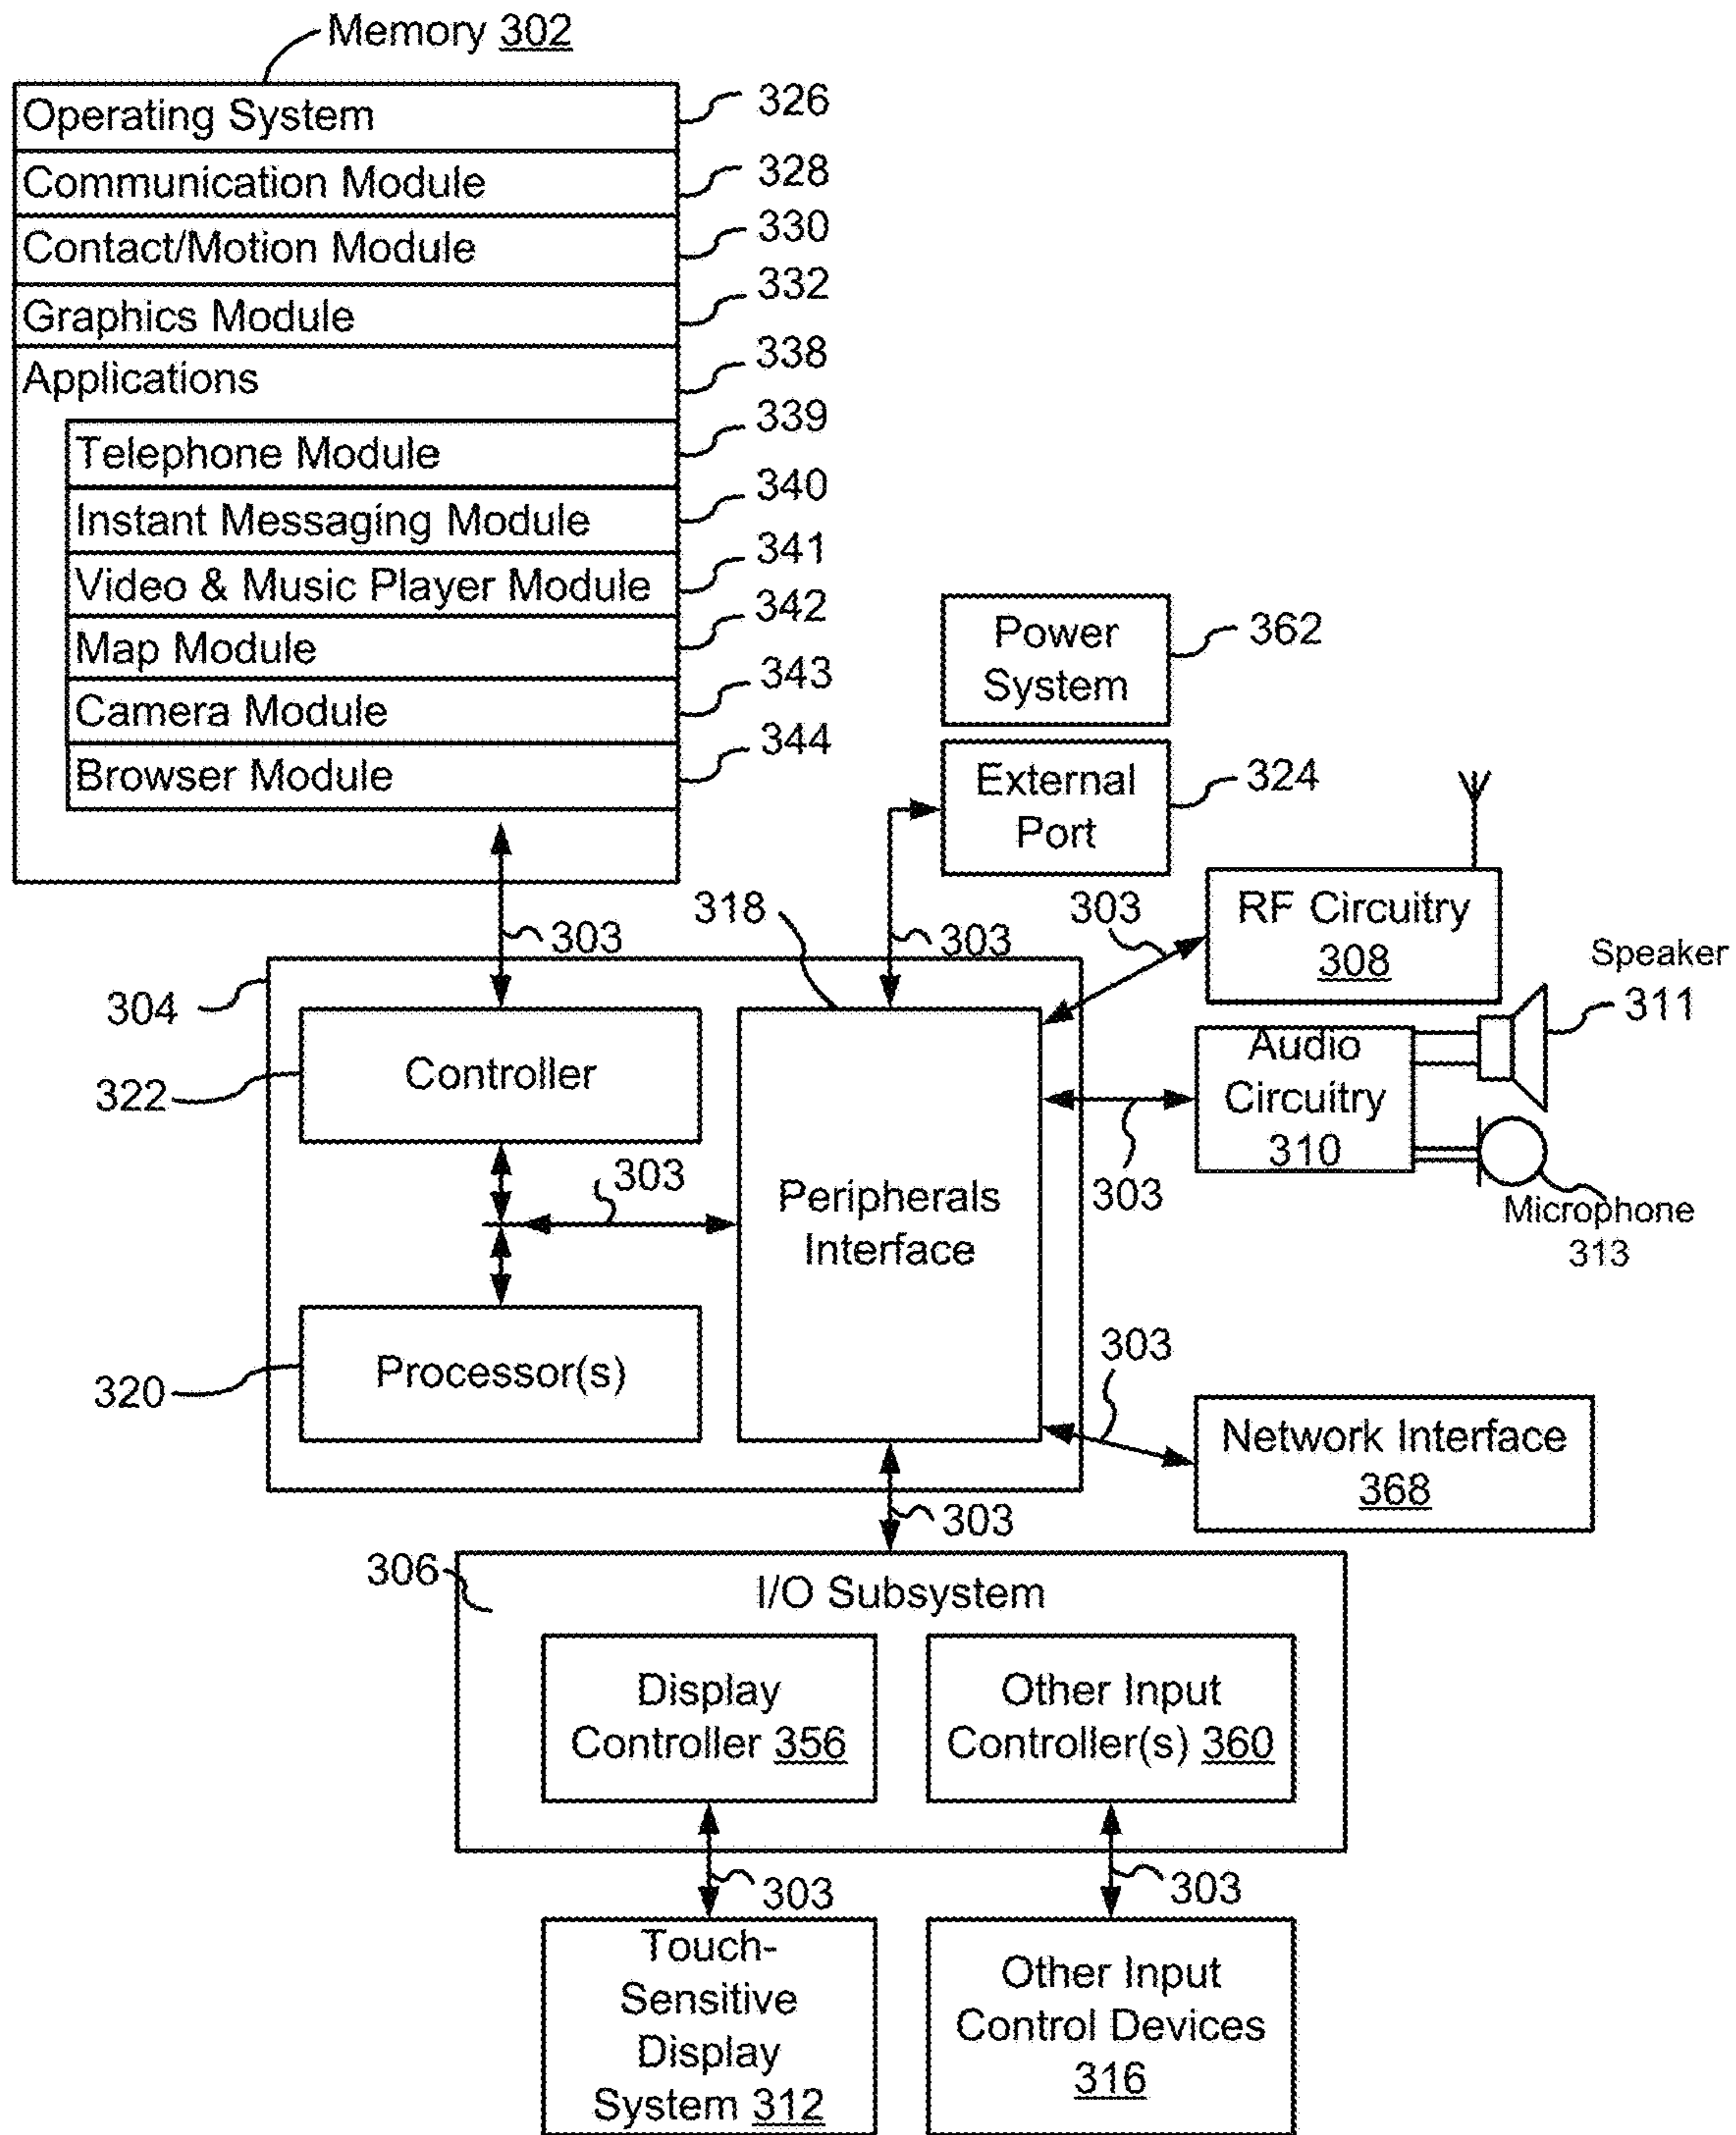 Memory 302
Operating System 326
Communication Module 328
Contact/Motion Module 330
Graphics Module 332
Applications 338
Telephone Module 339
Instant Messaging Module 340
Video & Music Player Module 341
Map Module 342
Camera Module 343
Browser Module 344
Power
System
362
External
Port
324
303
318
303
303
RF Circuitry
308
Speaker
311
304
Controller
322
Audio
Circuitry
310
303
Microphone
313
303
Peripherals
Interface
Processor(s)
320
303
Network Interface
368
303
306
I/O Subsystem
Display
Controller 356
Other Input
Controller(s) 360
303
303
Touch-
Sensitive
Display
System 312
Other Input
Control Devices
316